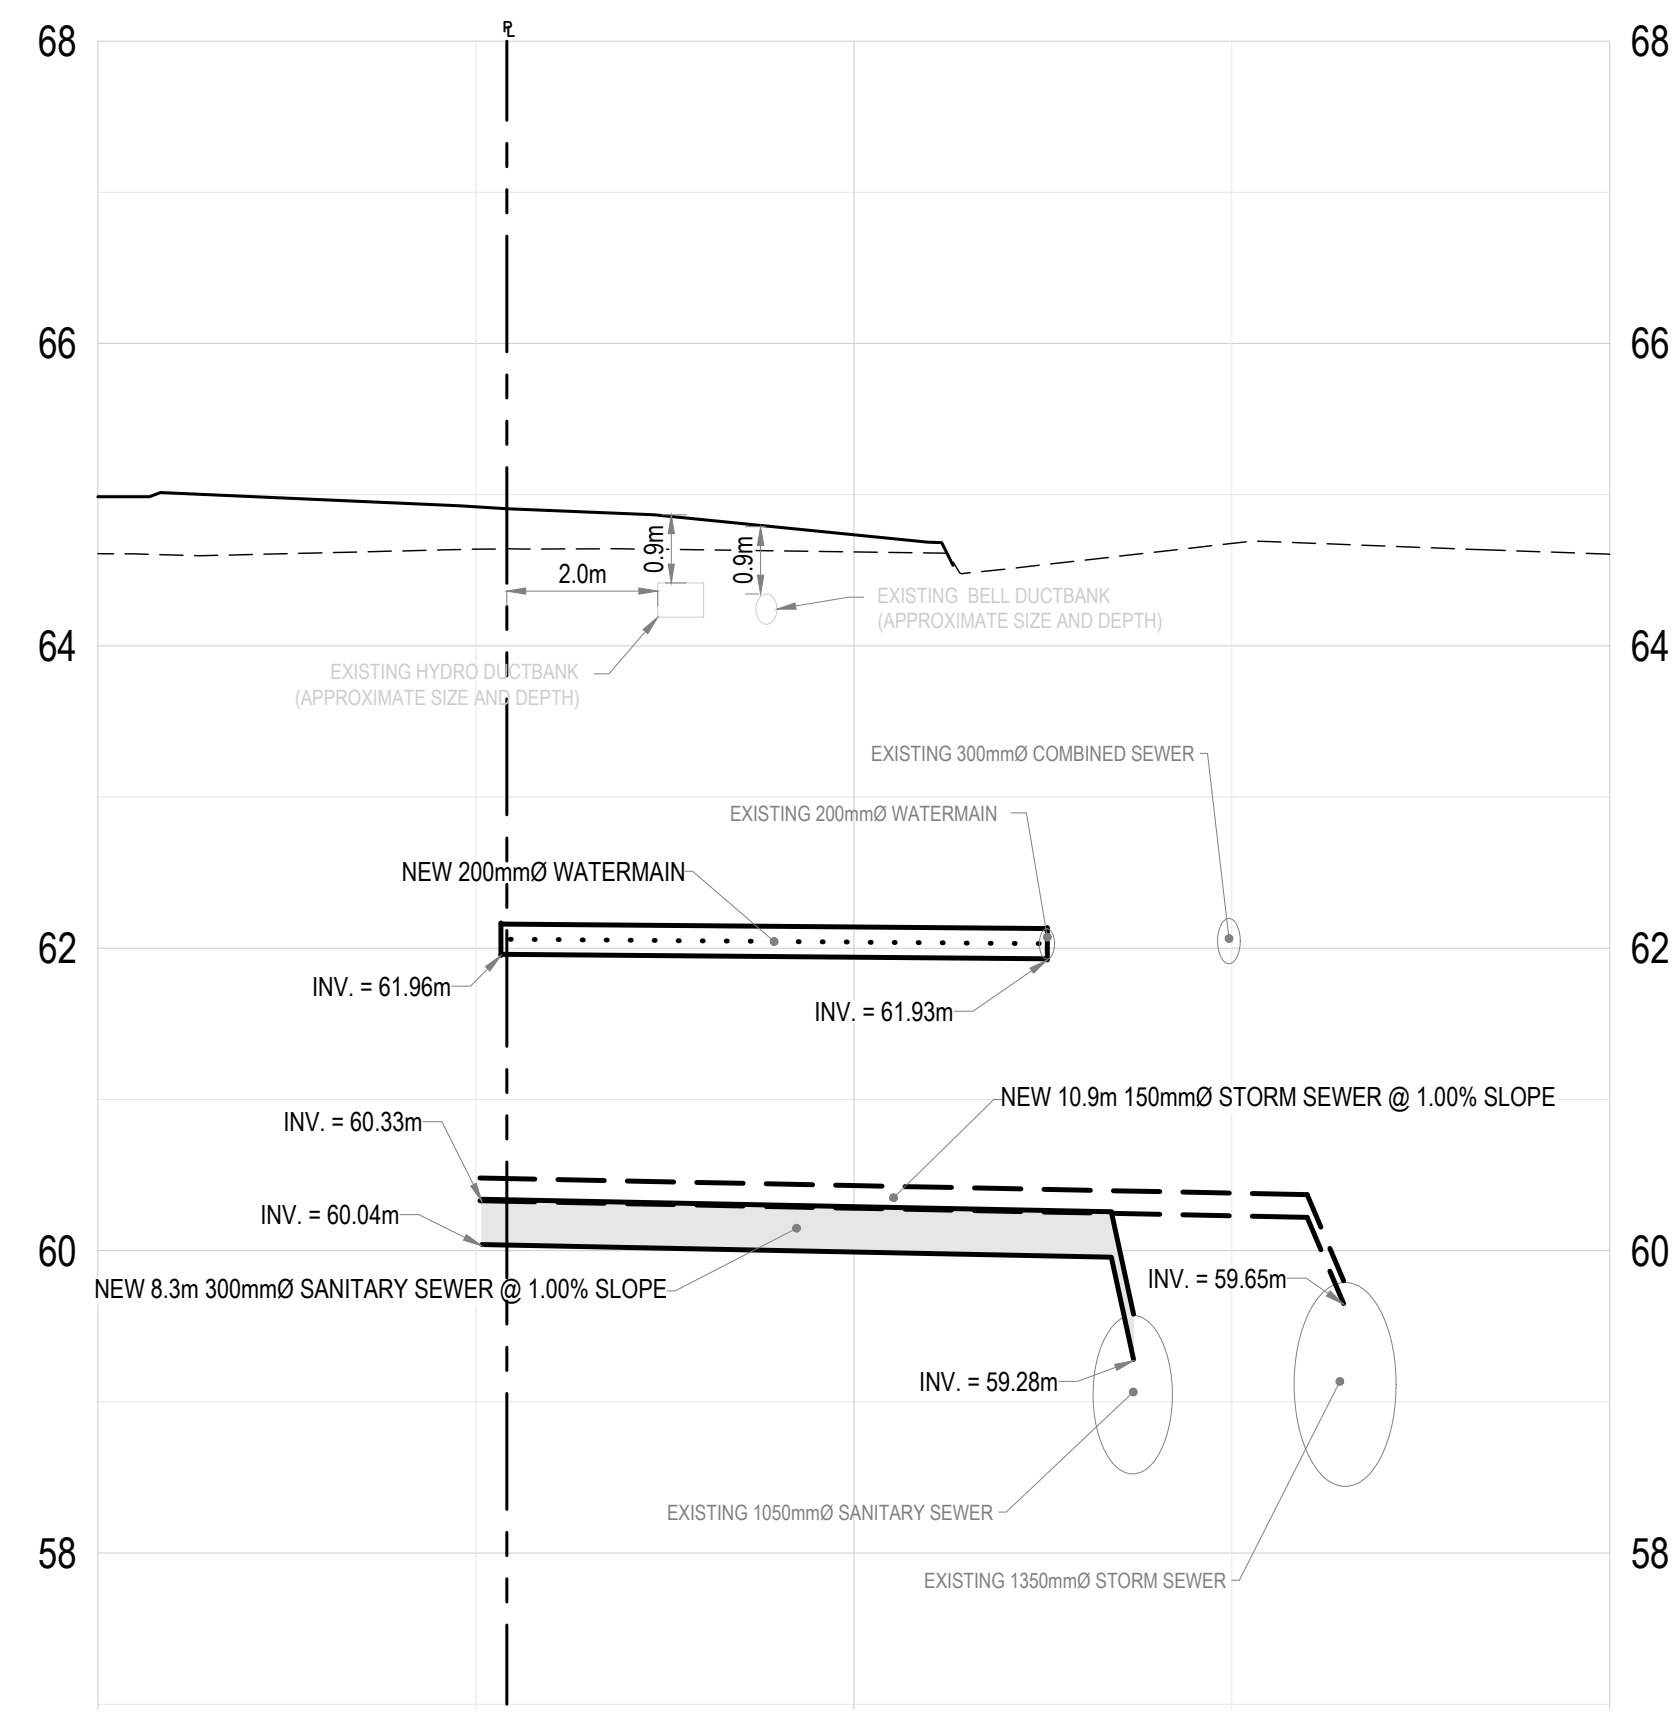 PL
68 68
66 66
0.9m
0.9m
2.0m
EXISTING BELL DUCTBANK
(APPROXIMATE SIZE AND DEPTH)
64 64
EXISTING HYDRO DUCTBANK
(APPROXIMATE SIZE AND DEPTH)
EXISTING 300mmØ COMBINED SEWER
EXISTING 200mmØ WATERMAIN
NEW 200mmØ WATERMAIN
62 62
INV. = 61.96m
INV. = 61.93m
NEW 10.9m 150mmØ STORM SEWER @ 1.00% SLOPE
INV. = 60.33m
INV. = 60.04m
60 60
INV. = 59.65m
NEW 8.3m 300mmØ SANITARY SEWER @ 1.00% SLOPE
INV. = 59.28m
EXISTING 1050mmØ SANITARY SEWER
58 58
EXISTING 1350mmØ STORM SEWER